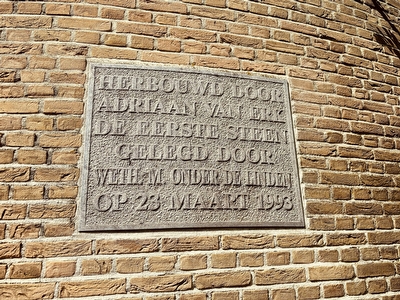 HERBOUWD DOOR
ADRIAAN VAN ERK
DE EERSTE STEEN
GELEGD DOOR
WETH. M. ONDER DE LINDEN
OP 23 MAART 1993